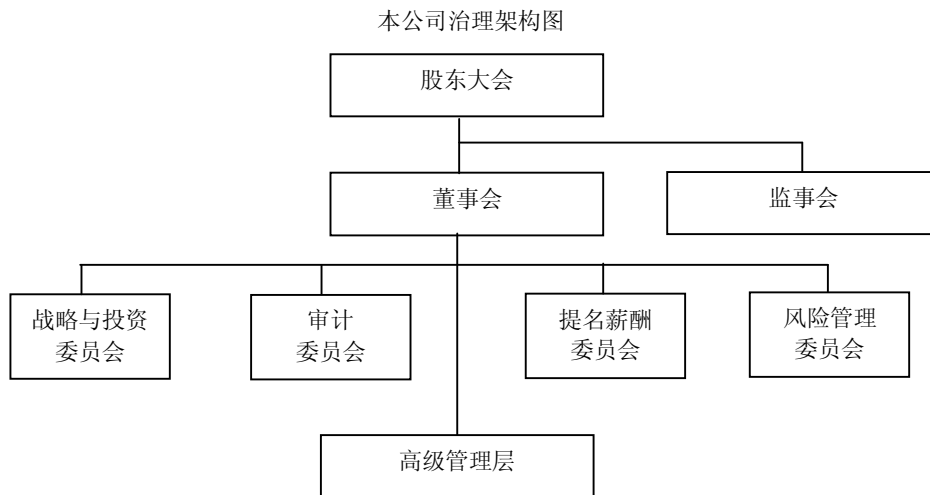 本公司治理架构图
股东大会
董事会
监事会
战略与投资
委员会
审计
委员会
提名薪酬
委员会
风险管理
委员会
高级管理层